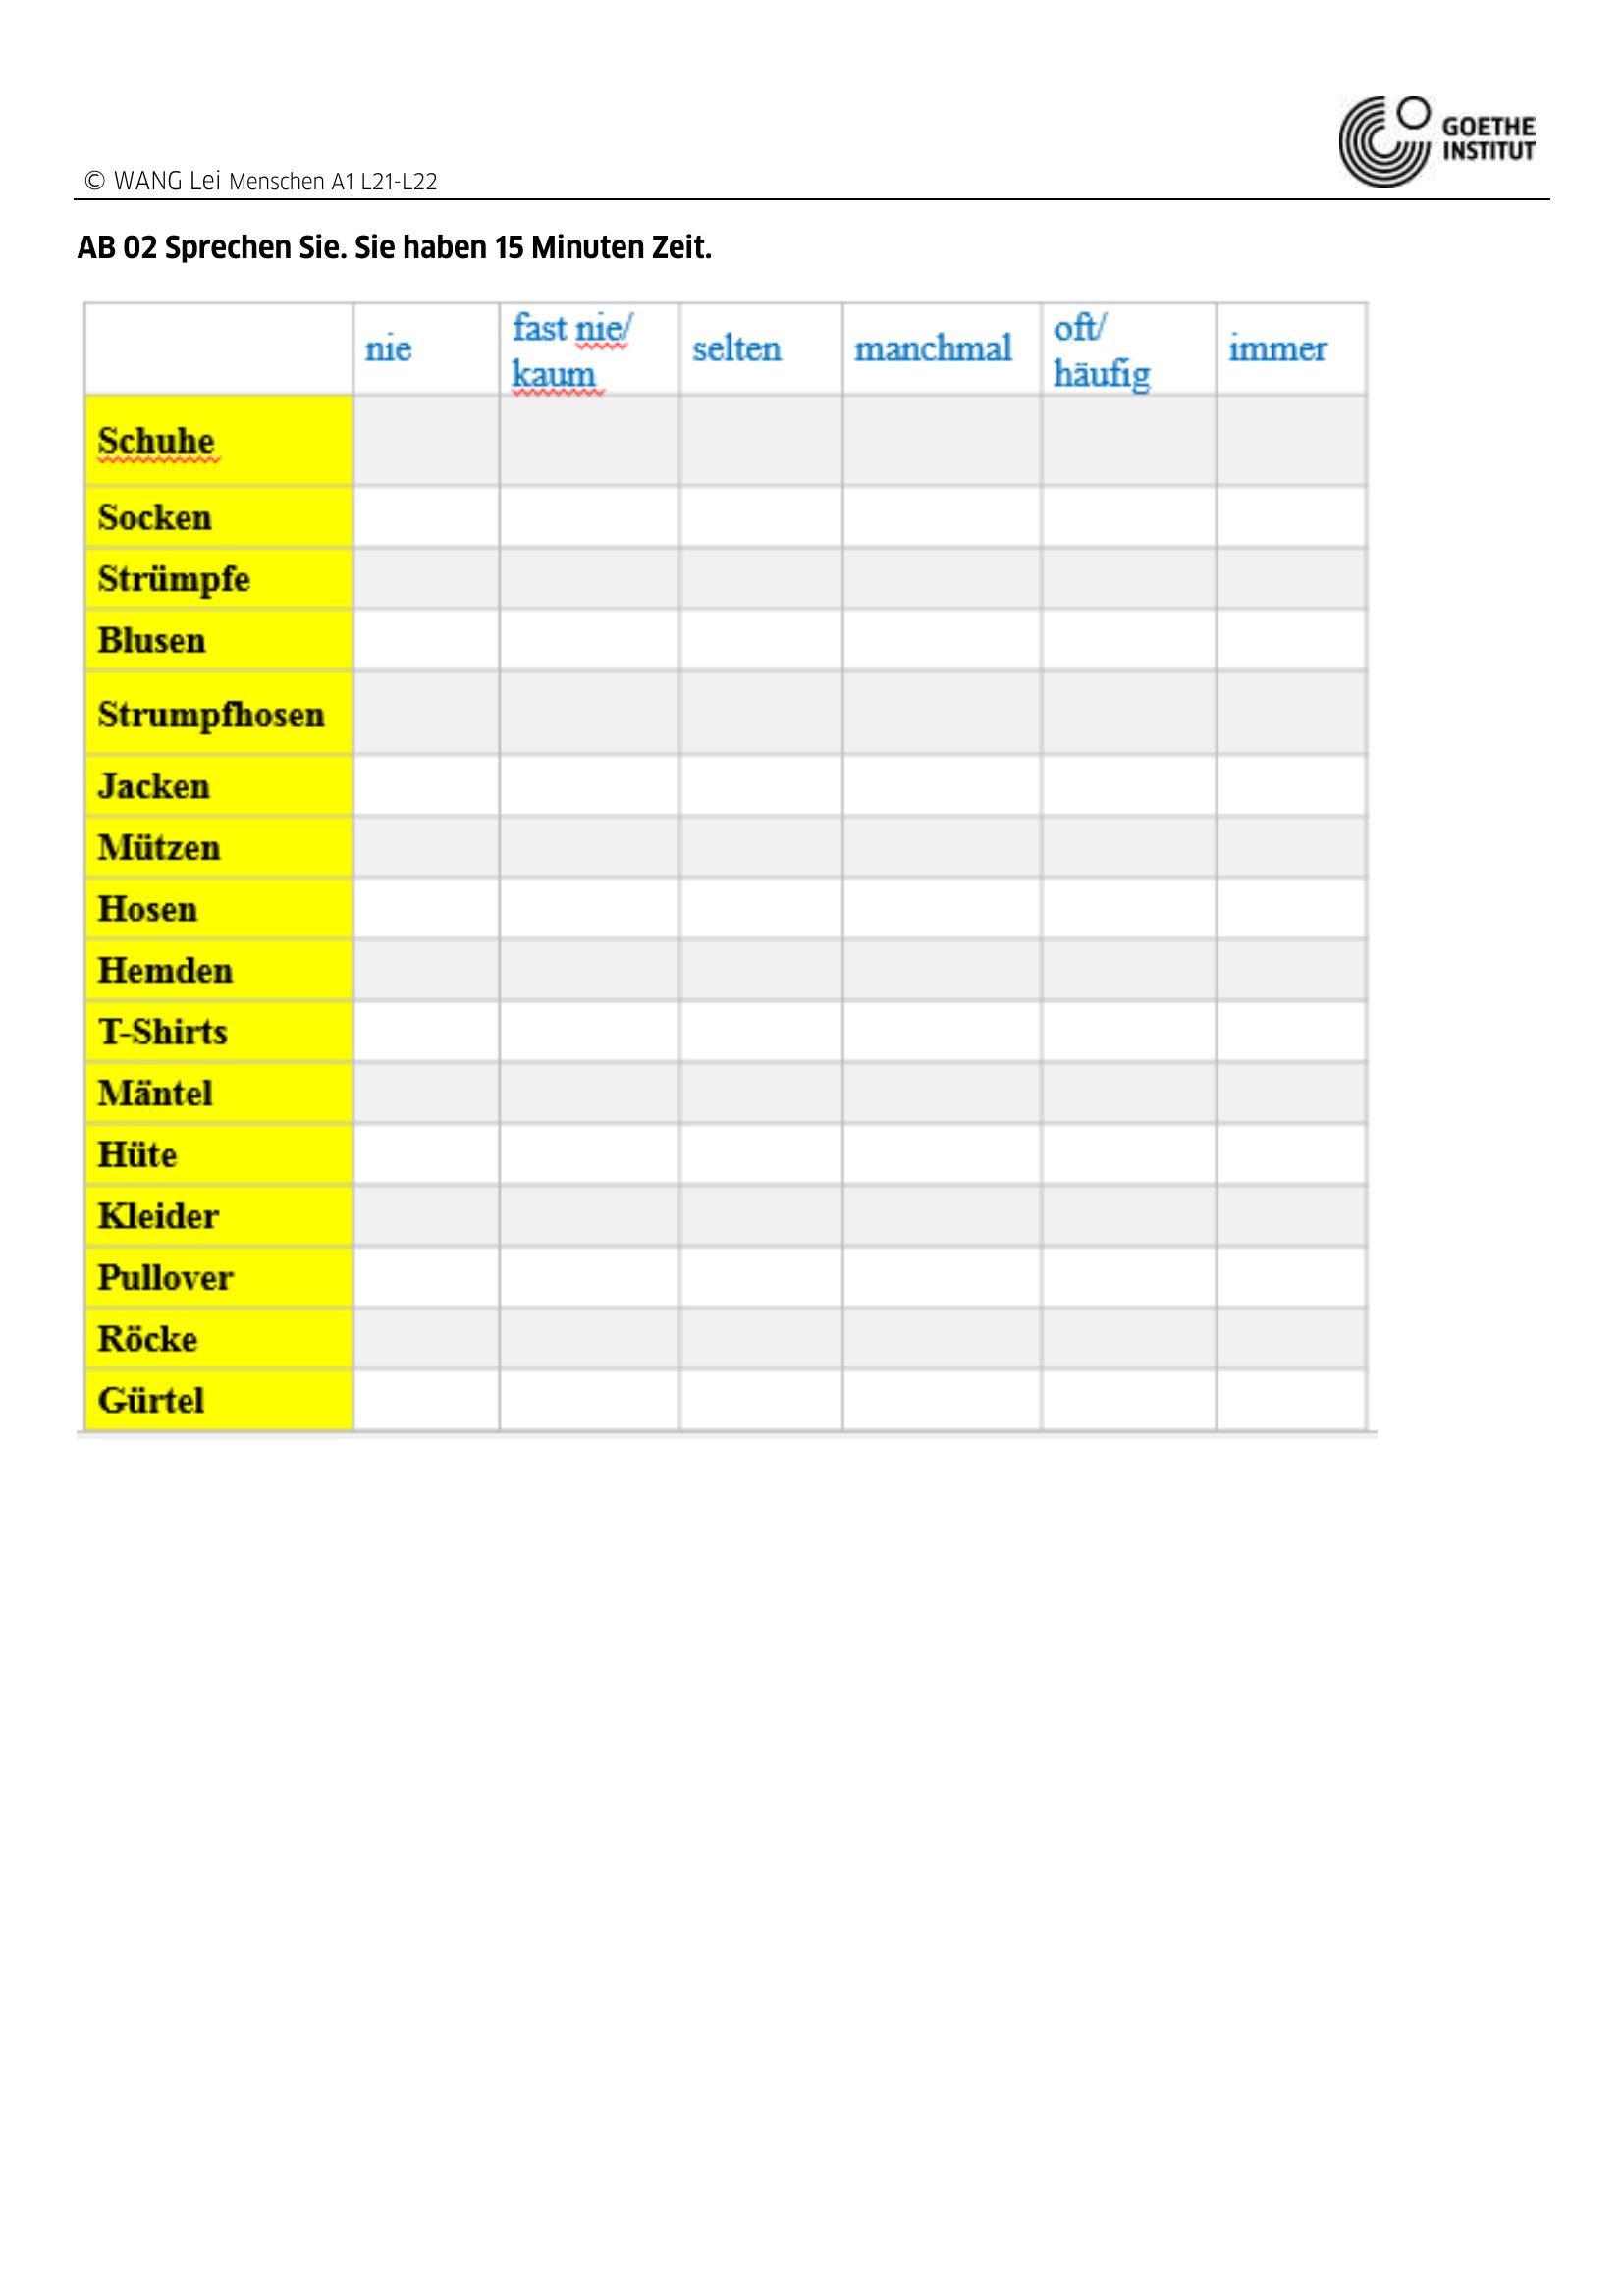 GOETHE
INSTITUT
© WANG Lei Menschen A1 L21-L22
AB 02 Sprechen Sie. Sie haben 15 Minuten Zeit.
nie
fast nie/
kaum
selten
manchmal
oft/
häufig
immer
Schuhe
Socken
Strümpfe
Blusen
Strumpfhosen
Jacken
Mützen
Hosen
Hemden
T-Shirts
Mäntel
Hüte
Kleider
Pullover
Röcke
Gürtel